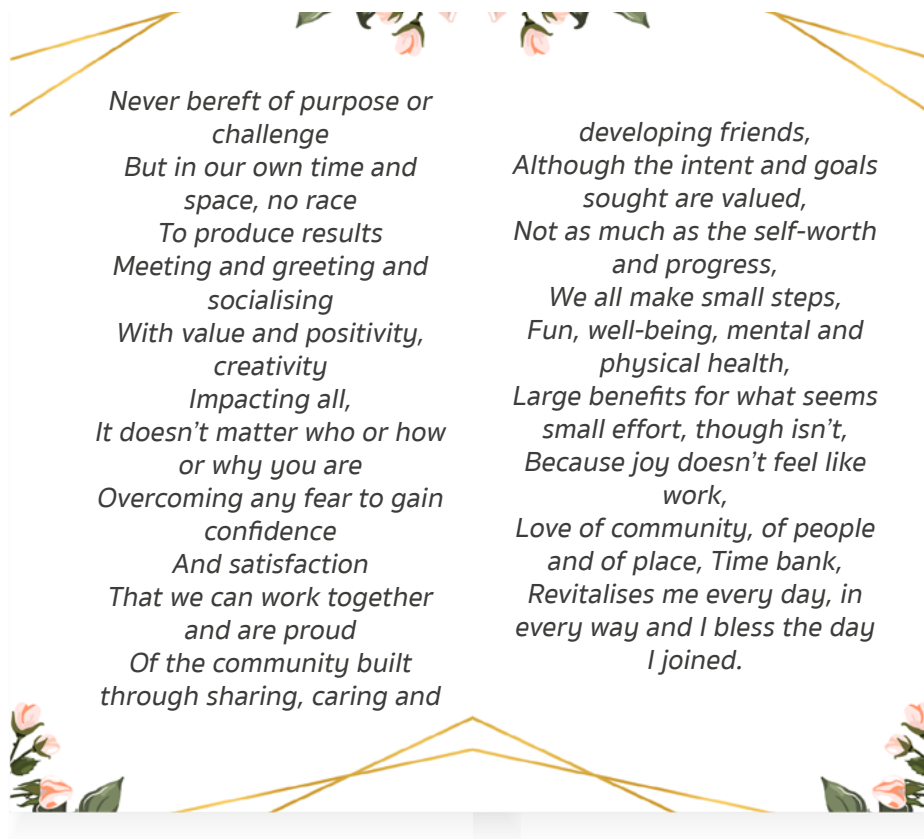 Never bereft of purpose or
challenge
But in our own time and
space, no race
To produce results
Meeting and greeting and
socialising
With value and positivity,
creativity
Impacting all,
It doesn’t matter who or how
or why you are
Overcoming any fear to gain
confidence
And satisfaction
That we can work together
and are proud
Of the community built
through sharing, caring and
developing friends,
Although the intent and goals
sought are valued,
Not as much as the self-worth
and progress,
We all make small steps,
Fun, well-being, mental and
physical health,
Large benefits for what seems
small effort, though isn’t,
Because joy doesn’t feel like
work,
Love of community, of people
and of place, Time bank,
Revitalises me every day, in
every way and I bless the day
I joined.